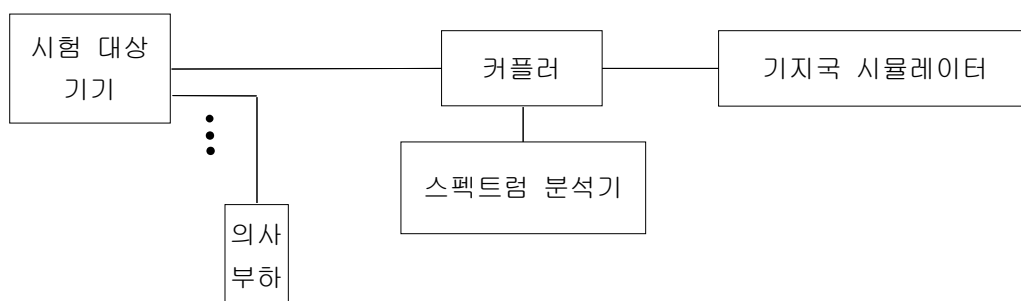 시험 대상
기기
커플러
기지국 시뮬레이터
스펙트럼 분석기
의사
부하